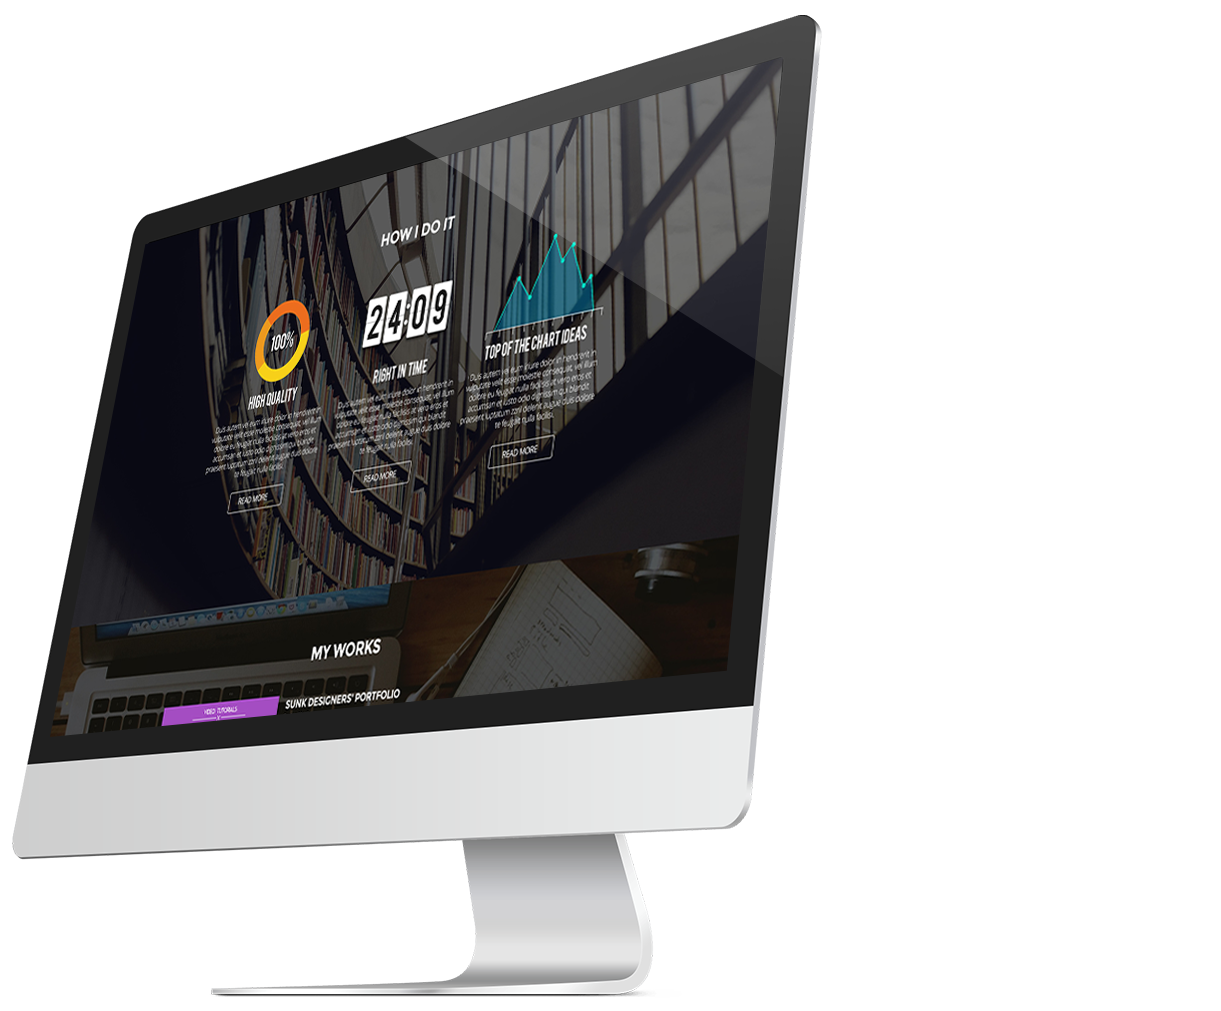 HOW I DO IT
100%
HIGH QUALITY
Duis autem vel eum iriure dolor in hendrerit in
vulputate velit esse molestie consequat, vel illum
dolore eu feugiat nulla facilisis at vero eros et
accumsan et iusto odio dignissim qui blandit
praesent luptatum zzril delenit augue duis dolore
te feugait nulla facilisi.
READ MORE
24:09
RIGHT IN TIME
Duis autem vel eum iriure dolor in hendrerit in
vulputate velit esse molestie consequat, vel illum
dolore eu feugiat nulla facilisis at vero eros et
accumsan et iusto odio dignissim qui blandit
praesent luptatum zzril delenit augue duis dolore
te feugait nulla facilisi.
READ MORE
TOP OF THE CHART IDEAS
Duis autem vel eum iriure dolor in hendrerit in
vulputate velit esse molestie consequat, vel illum
dolore eu feugiat nulla facilisis at vero eros et
accumsan et iusto odio dignissim qui blandit
praesent luptatum zzril delenit augue duis dolore
te feugait nulla facilisi.
READ MORE
MY WORKS
SUNK DESIGNERS' PORTFOLIO
VIDEO TUTORIALS